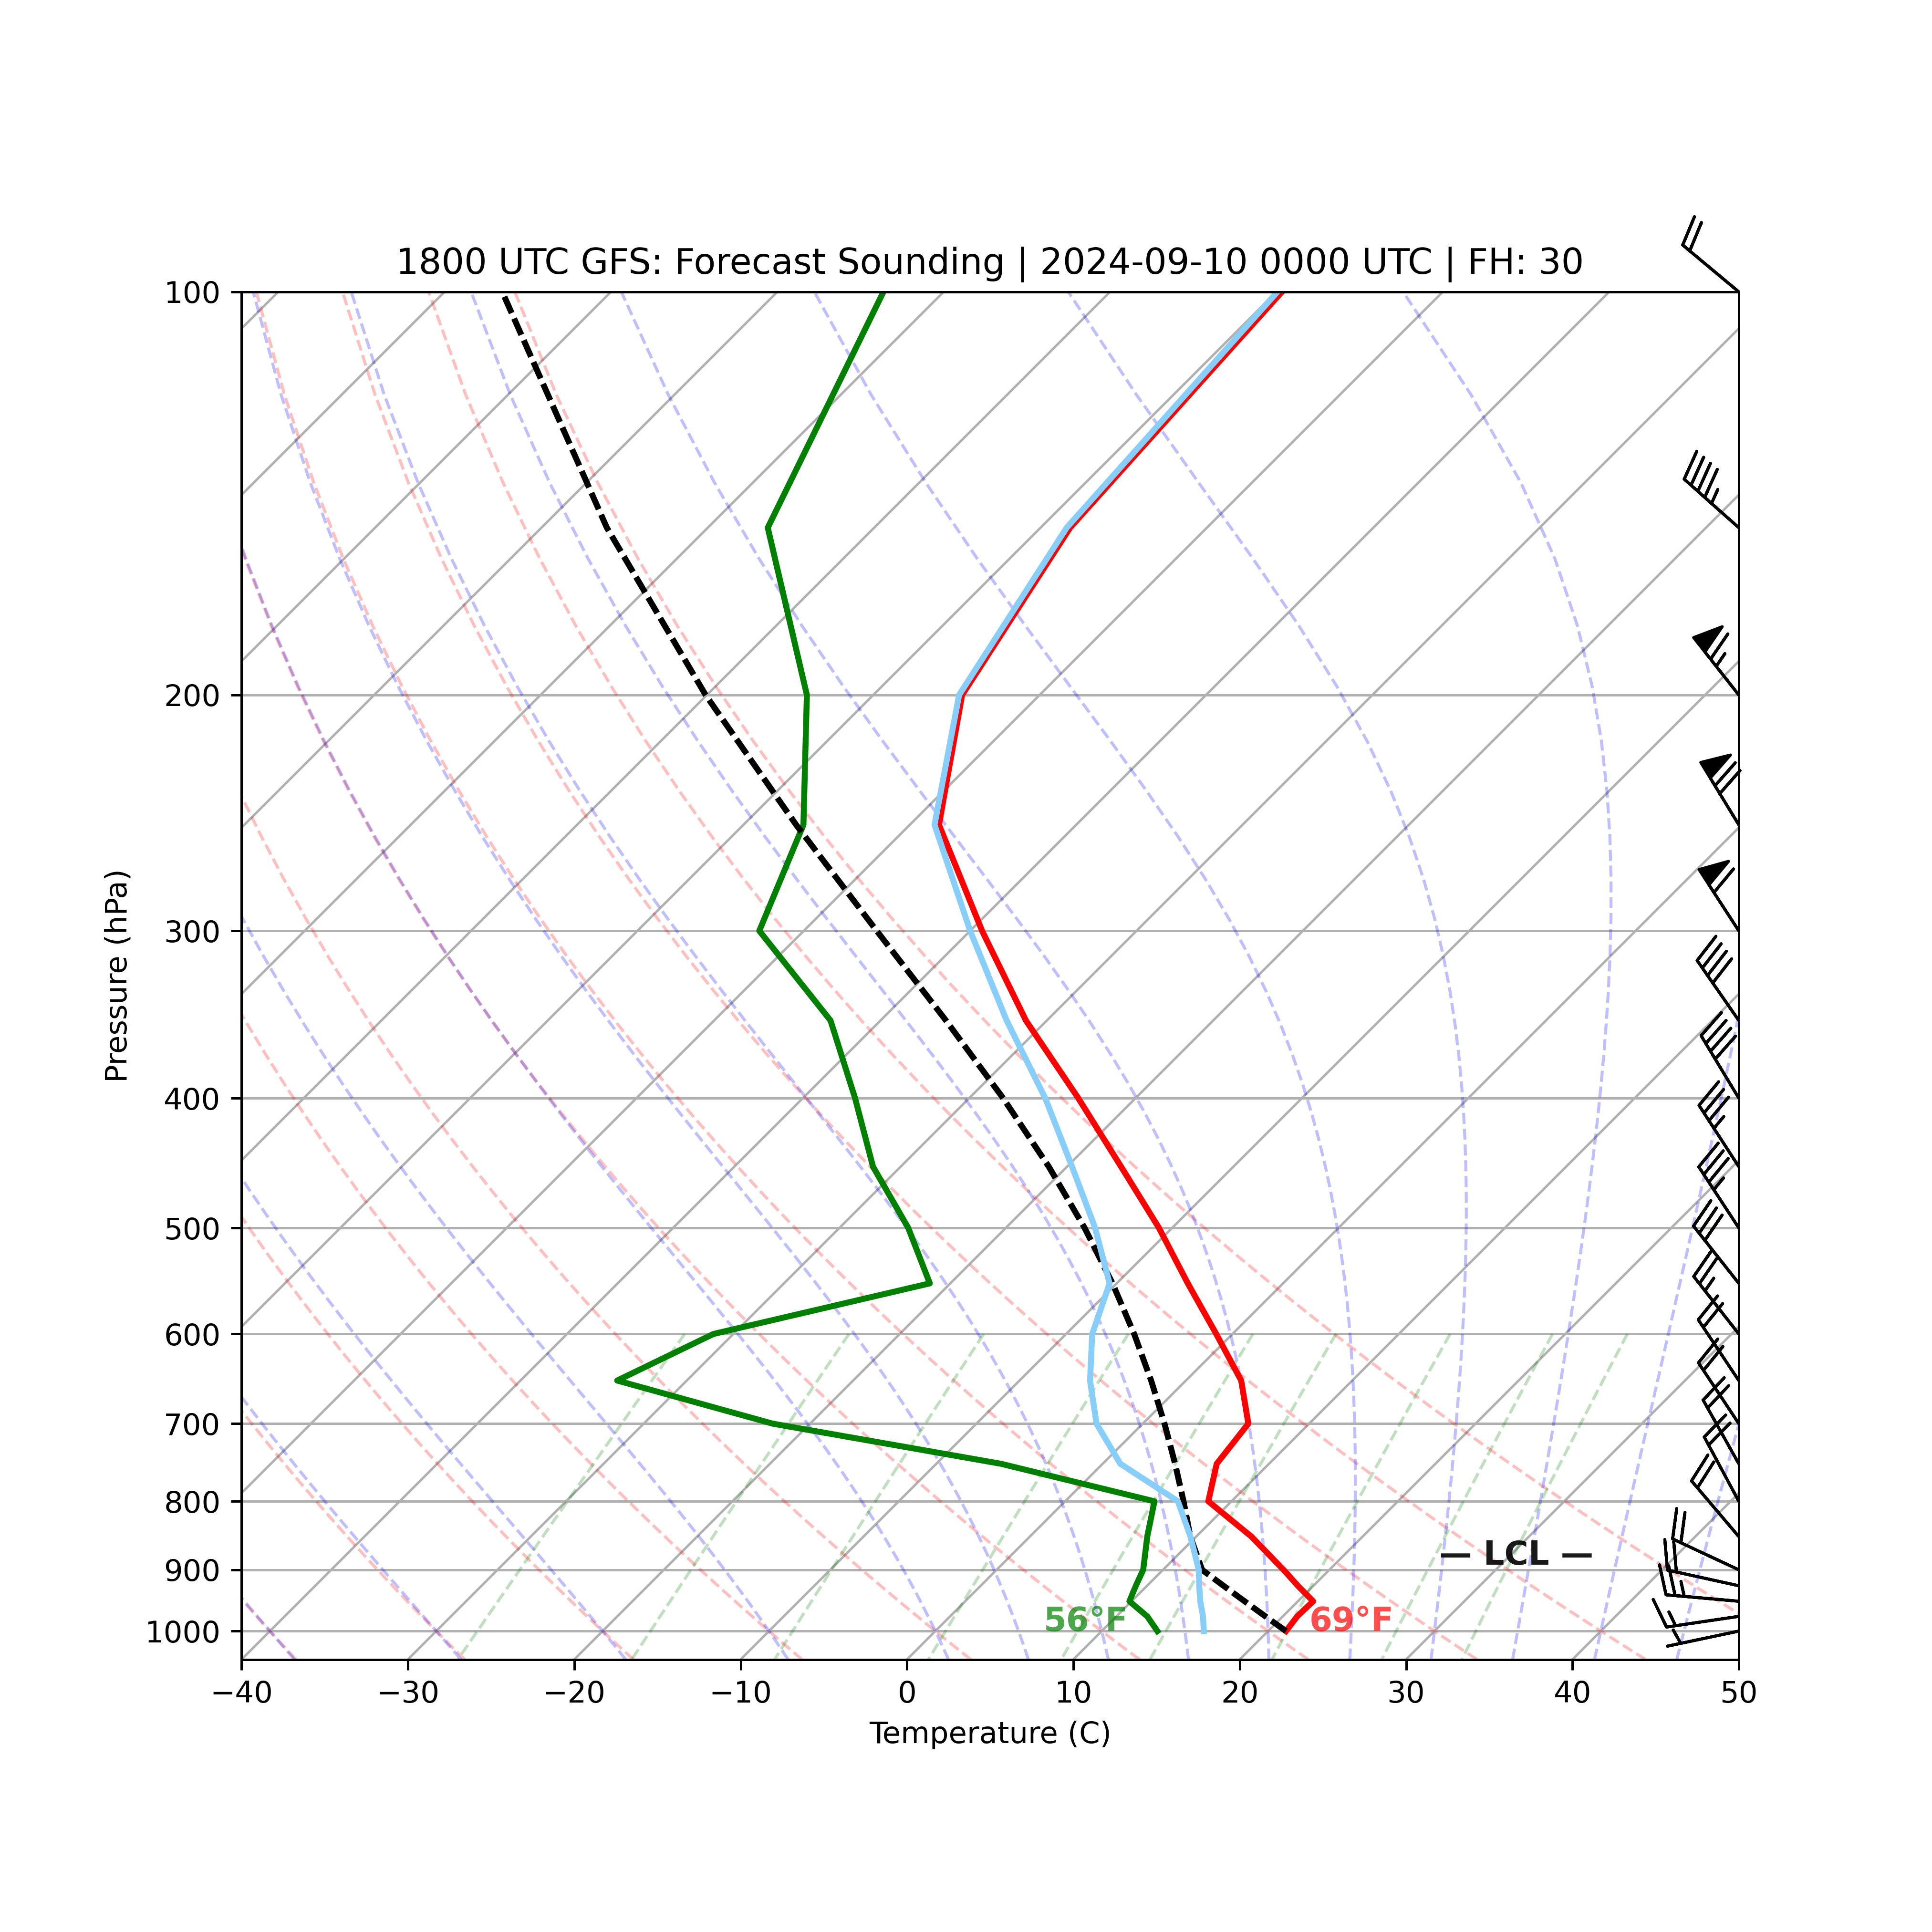 1800 UTC GFS: Forecast Sounding | 2024-09-10 0000 UTC | FH: 30
100
200
300
400
500
600
700
800
900
1000
Pressure (hPa)
— LCL —
56°F
69°F
−40 −30 −20 −10 0 10 20 30 40 50
Temperature (C)